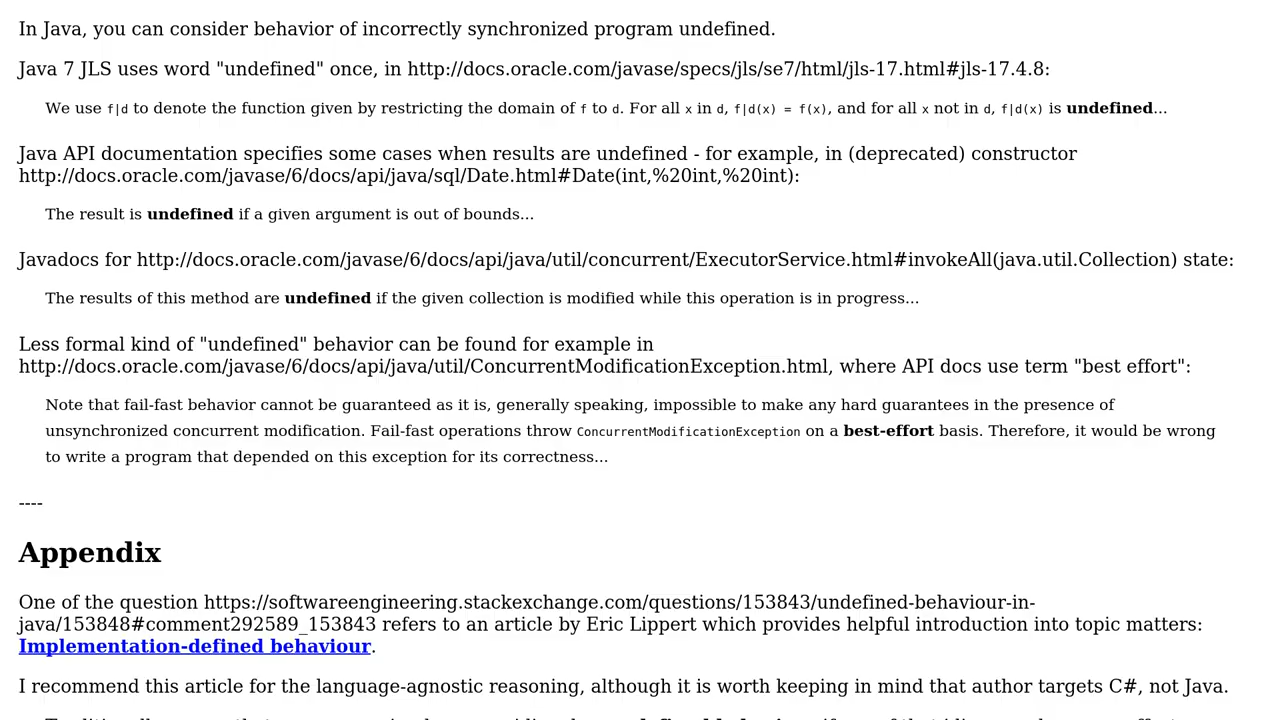 In Java, you can consider behavior of incorrectly synchronized program undefined.
Java 7 JLS uses word "undefined" once, in http://docs.oracle.com/javase/specs/jls/se7/html/jls-17.html#jls-17.4.8:
We use f|d to denote the function given by restricting the domain of f to d. For all x in d, f|d(x) = f(x), and for all x not in d, f|d(x) is undefined...
Java API documentation specifies some cases when results are undefined - for example, in (deprecated) constructor
http://docs.oracle.com/javase/6/docs/api/java/sql/Date.html#Date(int,%20int,%20int):
The result is undefined if a given argument is out of bounds...
Javadocs for http://docs.oracle.com/javase/6/docs/api/java/util/concurrent/ExecutorService.html#invokeAll(java.util.Collection) state:
The results of this method are undefined if the given collection is modified while this operation is in progress...
Less formal kind of "undefined" behavior can be found for example in
http://docs.oracle.com/javase/6/docs/api/java/util/ConcurrentModificationException.html, where API docs use term "best effort":
Note that fail-fast behavior cannot be guaranteed as it is, generally speaking, impossible to make any hard guarantees in the presence of
unsynchronized concurrent modification. Fail-fast operations throw ConcurrentModificationException on a best-effort basis. Therefore, it would be wrong
to write a program that depended on this exception for its correctness...
----
Appendix
One of the question https://softwareengineering.stackexchange.com/questions/153843/undefined-behaviour-in-
java/153848#comment292589_153843 refers to an article by Eric Lippert which provides helpful introduction into topic matters:
Implementation-defined behaviour.
I recommend this article for the language-agnostic reasoning, although it is worth keeping in mind that author targets C#, not Java.